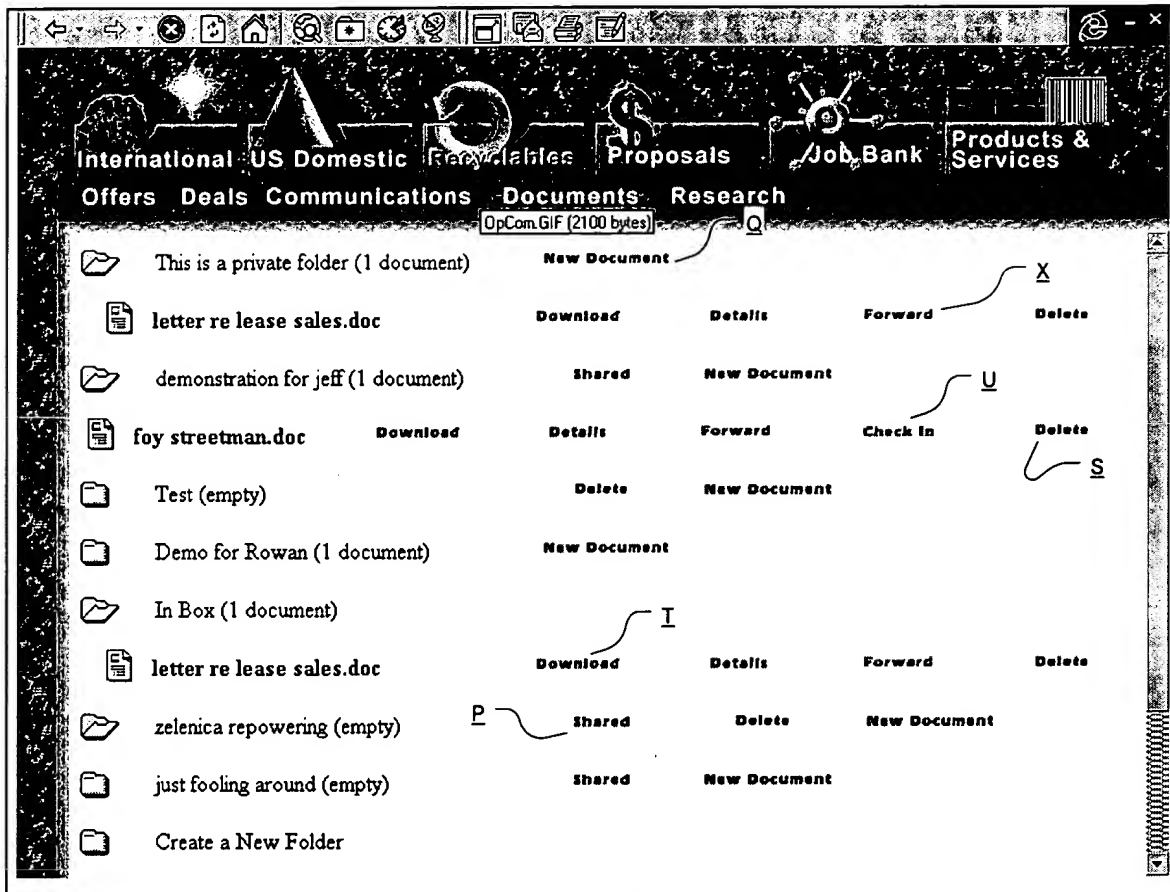 International US Domestic Recyclables Proposals Job Bank Products & Services
Offers Deals Communications Documents Research
OpCom.GIF (2100 bytes) Q
This is a private folder (1 document) New Document
X
letter re lease sales.doc Download Details Forward Delete
demonstration for jeff (1 document) Shared New Document
U
foy streetman.doc Download Details Forward Check In Delete
S
Test (empty) Delete New Document
Demo for Rowan (1 document) New Document
In Box (1 document)
T
letter re lease sales.doc Download Details Forward Delete
P
zelenica repowering (empty) Shared Delete New Document
just fooling around (empty) Shared New Document
Create a New Folder